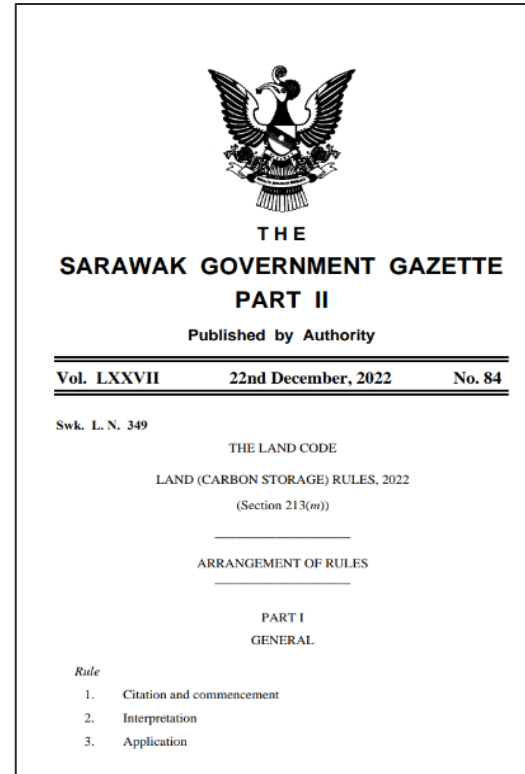 THE
SARAWAK GOVERNMENT GAZETTE
PART II
Published by Authority
Vol. LXXVII 22nd December, 2022 No. 84
Swk. L. N. 349
THE LAND CODE
LAND (CARBON STORAGE) RULES, 2022
(Section 213(m))
ARRANGEMENT OF RULES
PART I
GENERAL
Rule
1. Citation and commencement
2. Interpretation
3. Application